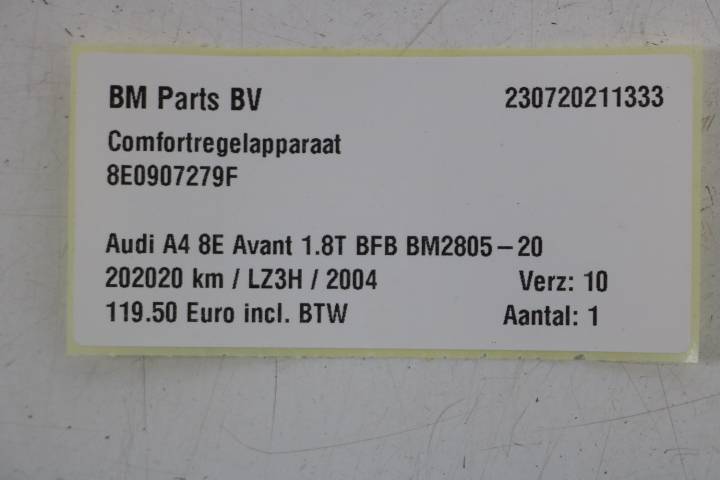 BM Parts BV 230720211333
Comfortregelapparaat
8E0907279F
Audi A4 8E Avant 1.8T BFB BM2805-20
202020 km / LZ3H / 2004 Verz: 10
119.50 Euro incl. BTW Aantal: 1